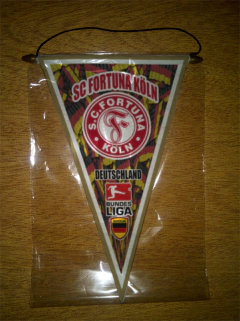 SC FORTUNA KÖLN
S.C. FORTUNA
KÖLN
DEUTSCHLAND
BUNDES
LIGA